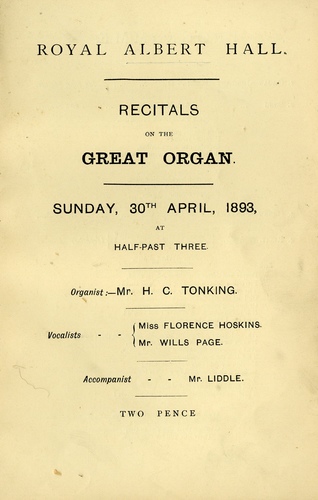 ROYAL ALBERT HALL.
RECITALS
ON THE
GREAT ORGAN.
SUNDAY, 30TH APRIL, 1893,
AT
HALF-PAST THREE.
Organist:—Mr. H. C. TONKING.
Vocalists - - { Miss FLORENCE HOSKINS.
Mr. WILLS PAGE.
Accompanist - - Mr. LIDDLE.
TWO PENCE